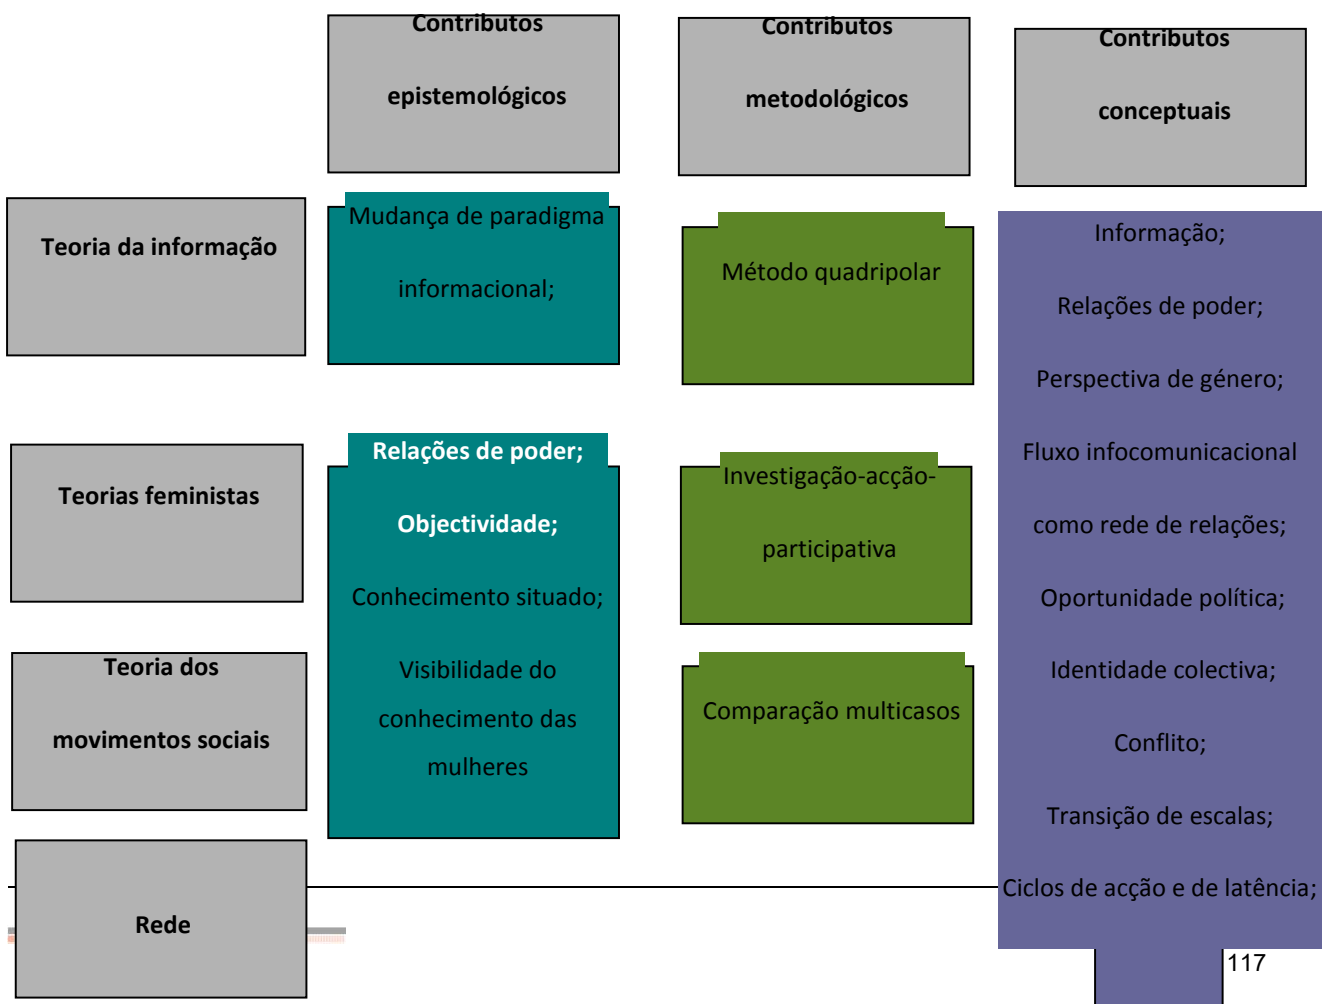 Contributos
epistemológicos
Contributos
metodológicos
Contributos
conceptuais
Teoria da informação
Mudança de paradigma
informacional;
Método quadripolar
Teorias feministas
Relações de poder;
Objectividade;
Conhecimento situado;
Visibilidade do
conhecimento das
mulheres
Investigação-acção-
participativa
Teoria dos
movimentos sociais
Comparação multicasos
Rede
Informação;
Relações de poder;
Perspectiva de género;
Fluxo infocomunicacional
como rede de relações;
Oportunidade política;
Identidade colectiva;
Conflito;
Transição de escalas;
Ciclos de acção e de latência;
117